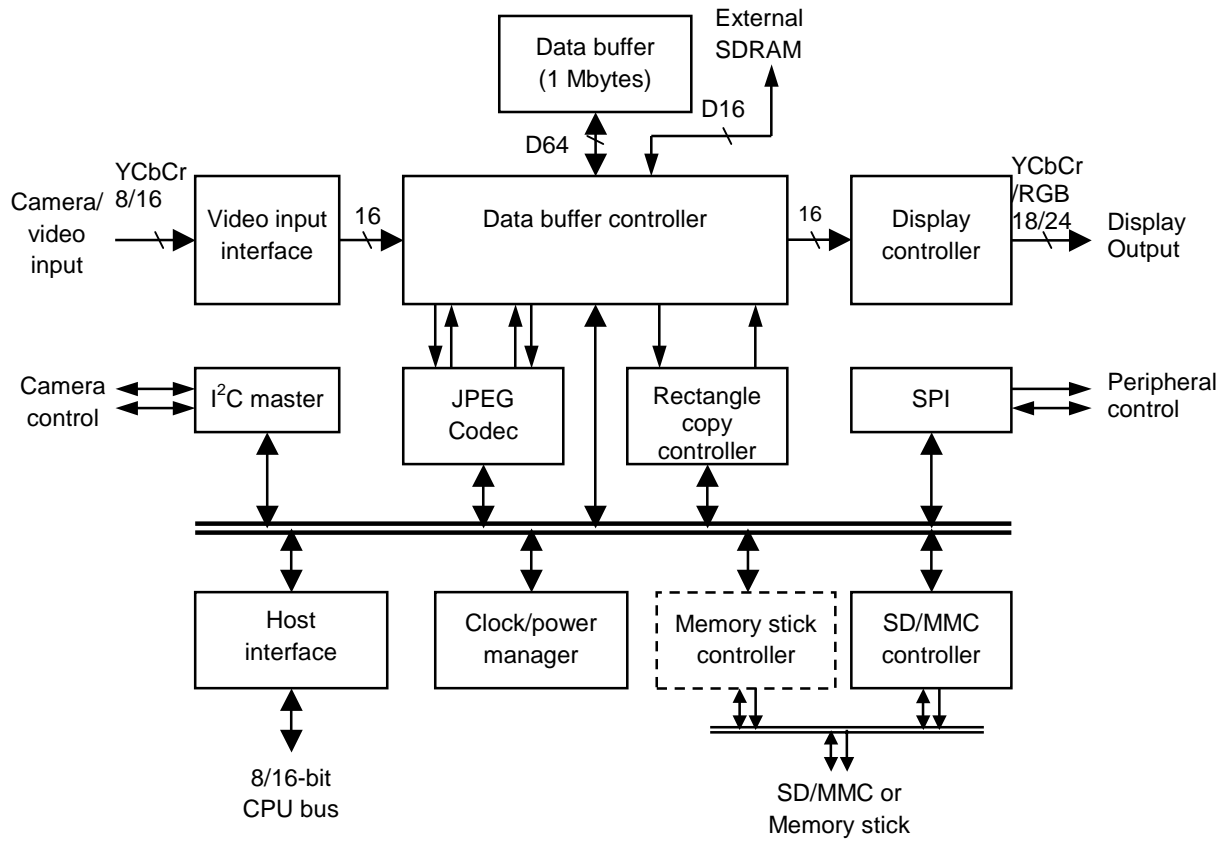 Data buffer
(1 Mbytes)
External
SDRAM
D64
D16
Camera/
video
input
YCbCr
8/16
Video input
interface
16
Data buffer controller
16
Display
controller
YCbCr
/RGB
18/24
Display
Output
Camera
control
I²C master
JPEG
Codec
Rectangle
copy
controller
SPI
Peripheral
control
Host
interface
Clock/power
manager
Memory stick
controller
SD/MMC
controller
8/16-bit
CPU bus
SD/MMC or
Memory stick